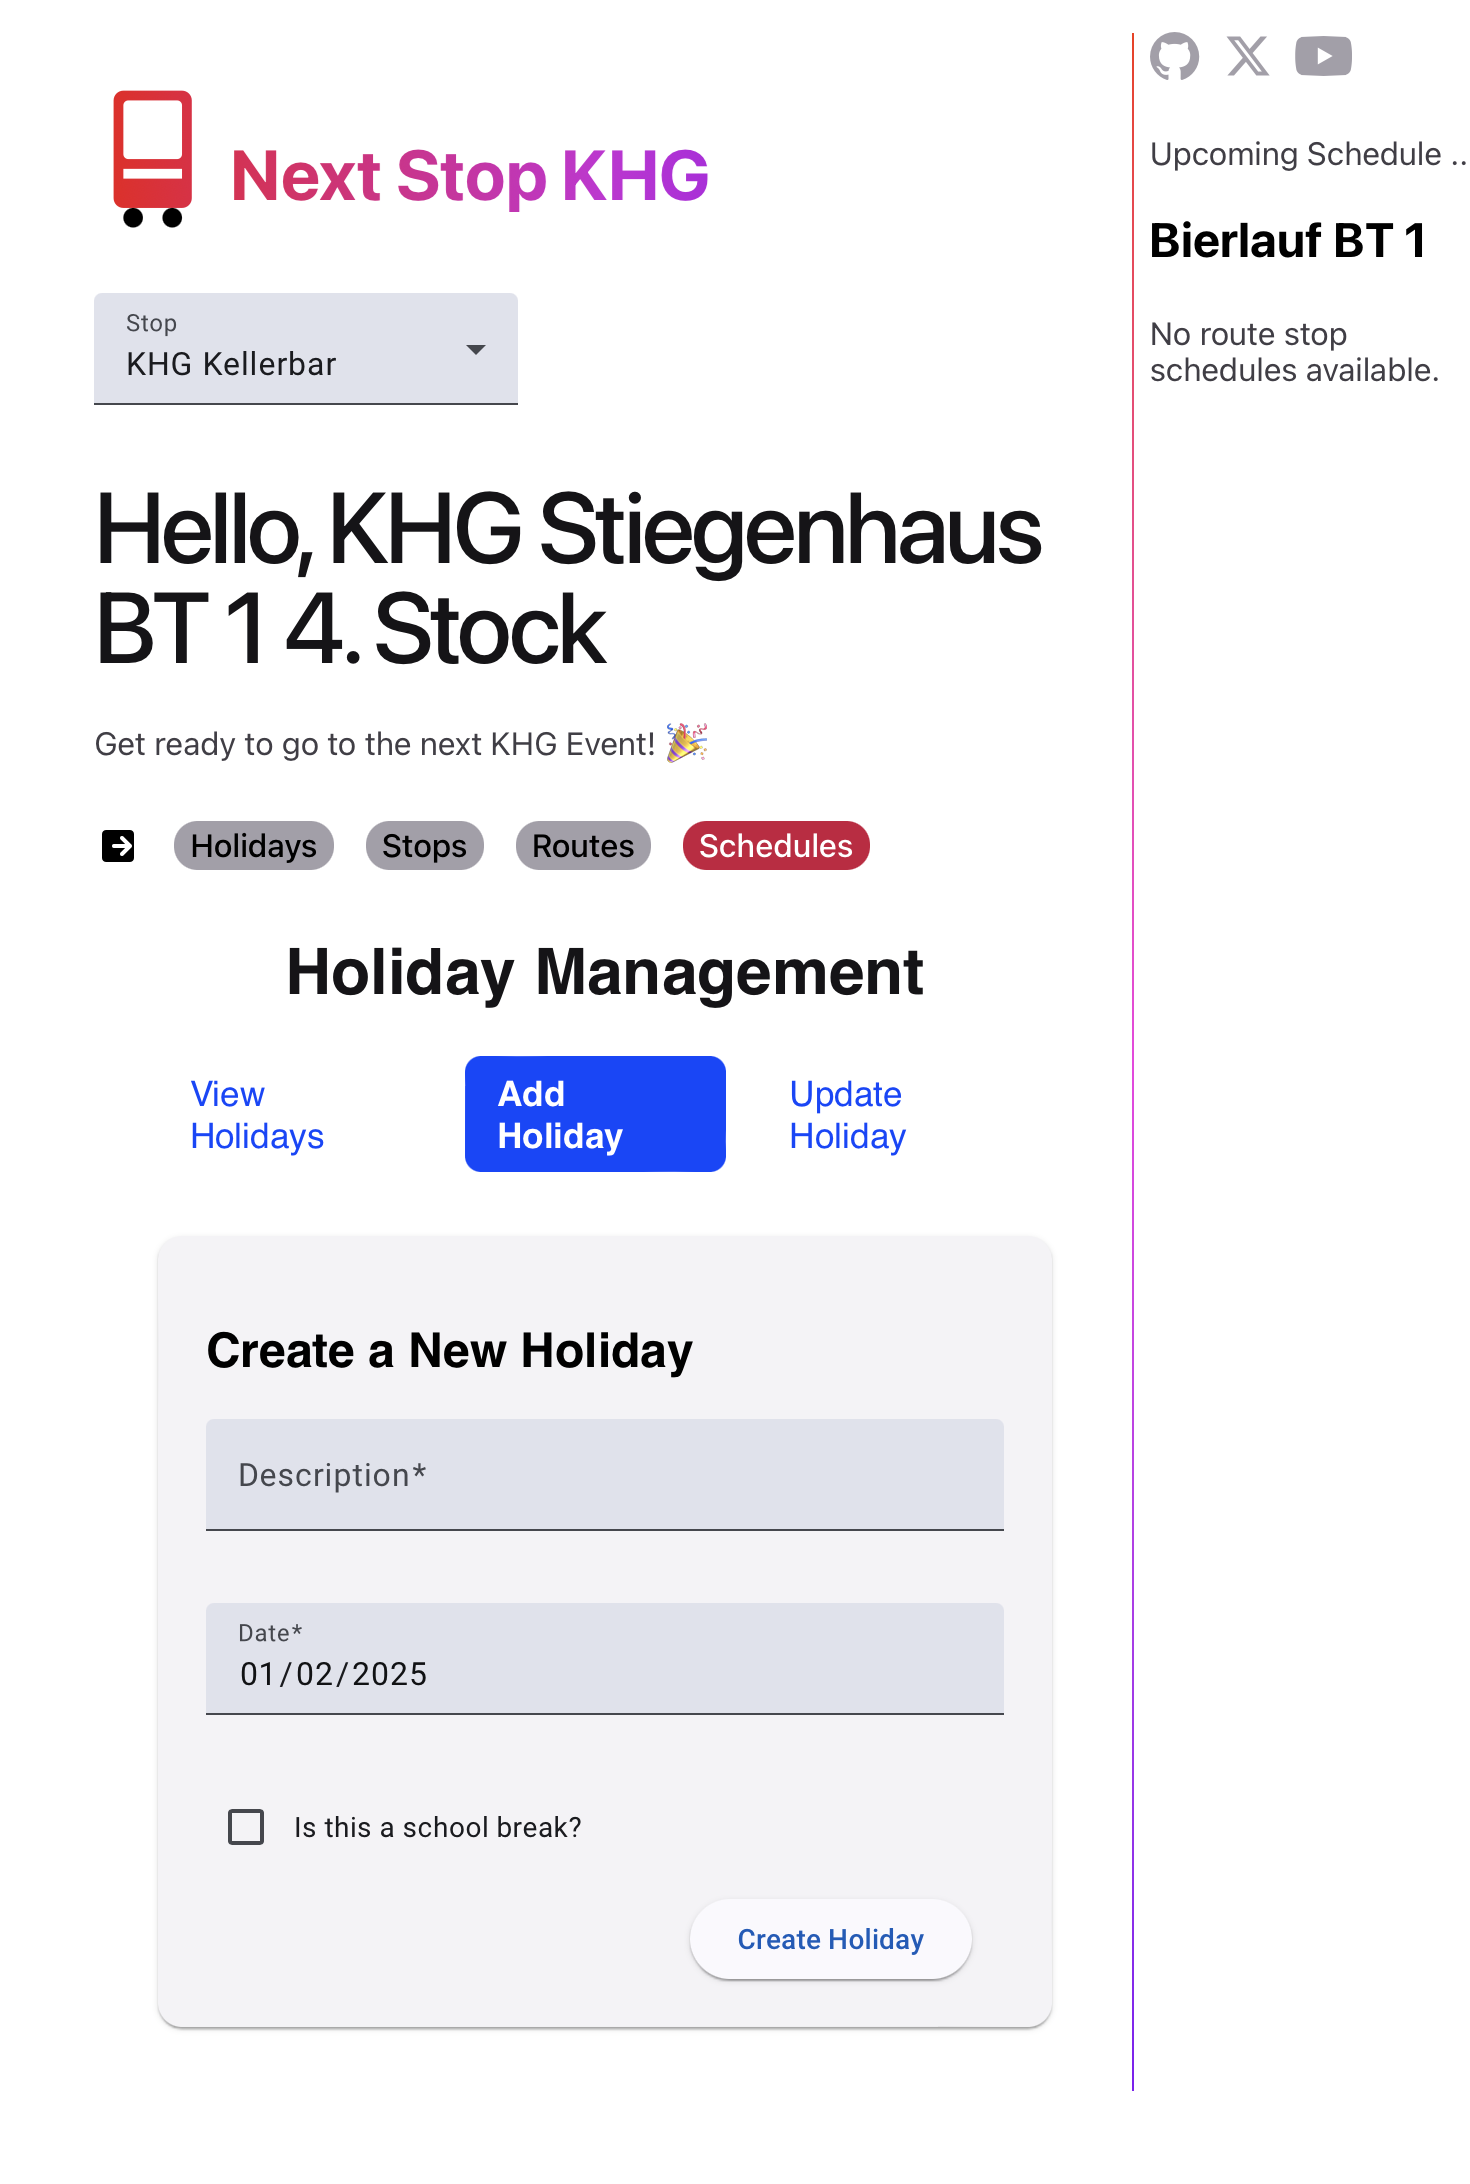 Next Stop KHG
Stop
KHG Kellerbar
Hello, KHG Stiegenhaus
BT 1 4. Stock
Get ready to go to the next KHG Event! 🎉
Holidays Stops Routes Schedules
Holiday Management
View
Holidays
Add
Holiday
Update
Holiday
Create a New Holiday
Description*
Date*
01/02/2025
Is this a school break?
Create Holiday
Upcoming Schedule ..
Bierlauf BT 1
No route stop
schedules available.